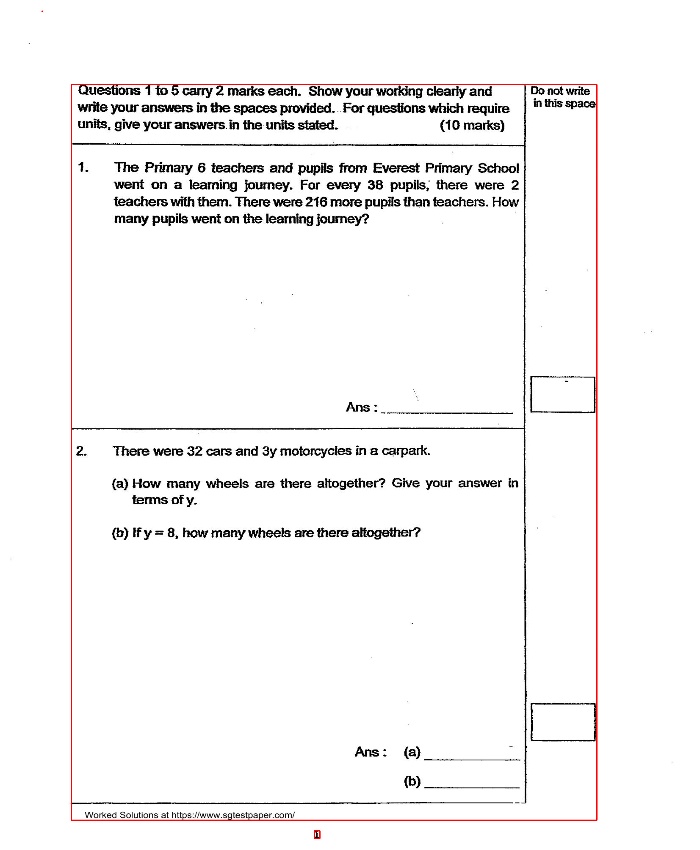 Questions 1 to 5 carry 2 marks each. Show your working clearly and
write your answers in the spaces provided. For questions which require
units, give your answers in the units stated. (10 marks)
Do not write
in this space
1. The Primary 6 teachers and pupils from Everest Primary School
went on a learning journey. For every 38 pupils, there were 2
teachers with them. There were 216 more pupils than teachers. How
many pupils went on the learning journey?
Ans :
2. There were 32 cars and 3y motorcycles in a carpark.
(a) How many wheels are there altogether? Give your answer in
terms of y.
(b) If y = 8, how many wheels are there altogether?
Ans : (a)
(b)
Worked Solutions at https://www.sgtestpaper.com/